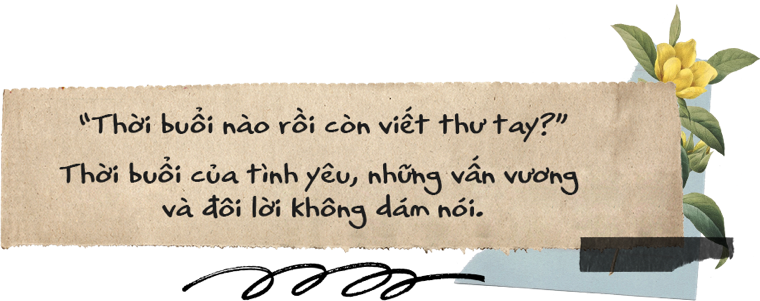 “Thời buổi nào rồi còn viết thư tay?”
Thời buổi của tình yêu, những vấn vương
và đôi lời không dám nói.